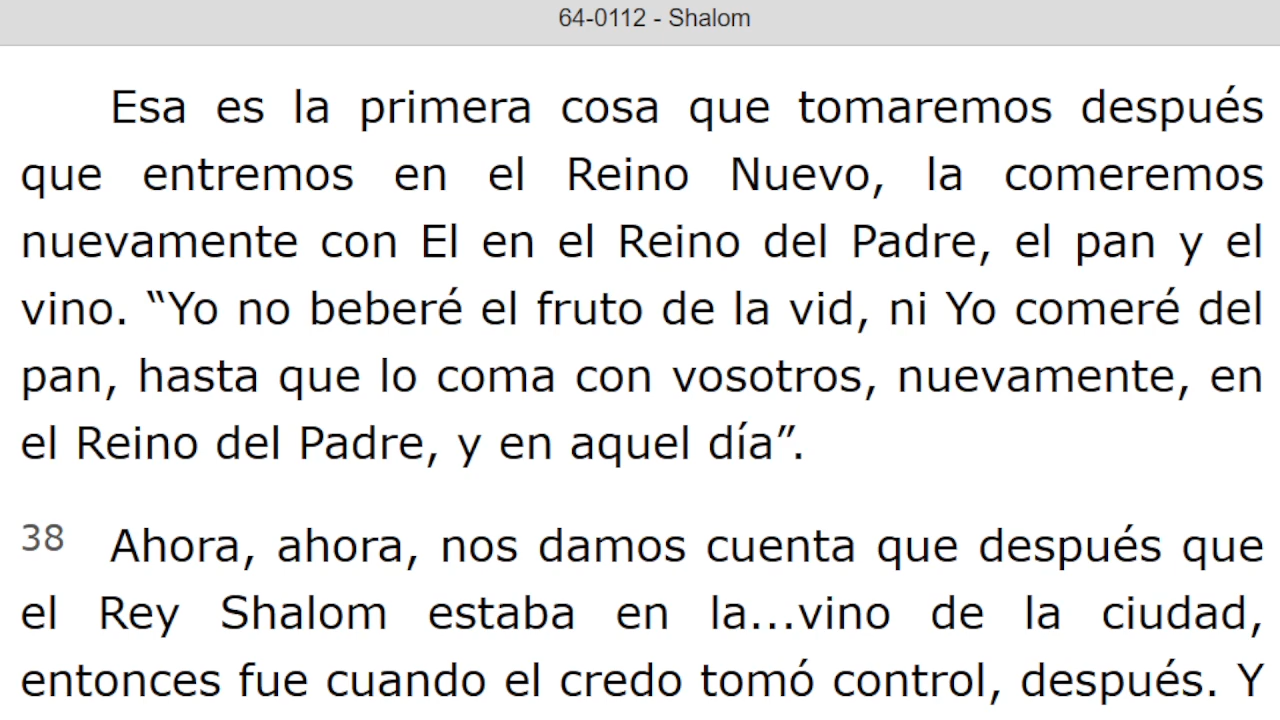 64-0112 - Shalom
Esa es la primera cosa que tomaremos después
que entremos en el Reino Nuevo, la comeremos
nuevamente con El en el Reino del Padre, el pan y el
vino. “Yo no beberé el fruto de la vid, ni Yo comeré del
pan, hasta que lo coma con vosotros, nuevamente, en
el Reino del Padre, y en aquel día”.
38 Ahora, ahora, nos damos cuenta que después que
el Rey Shalom estaba en la...vino de la ciudad,
entonces fue cuando el credo tomó control, después. Y